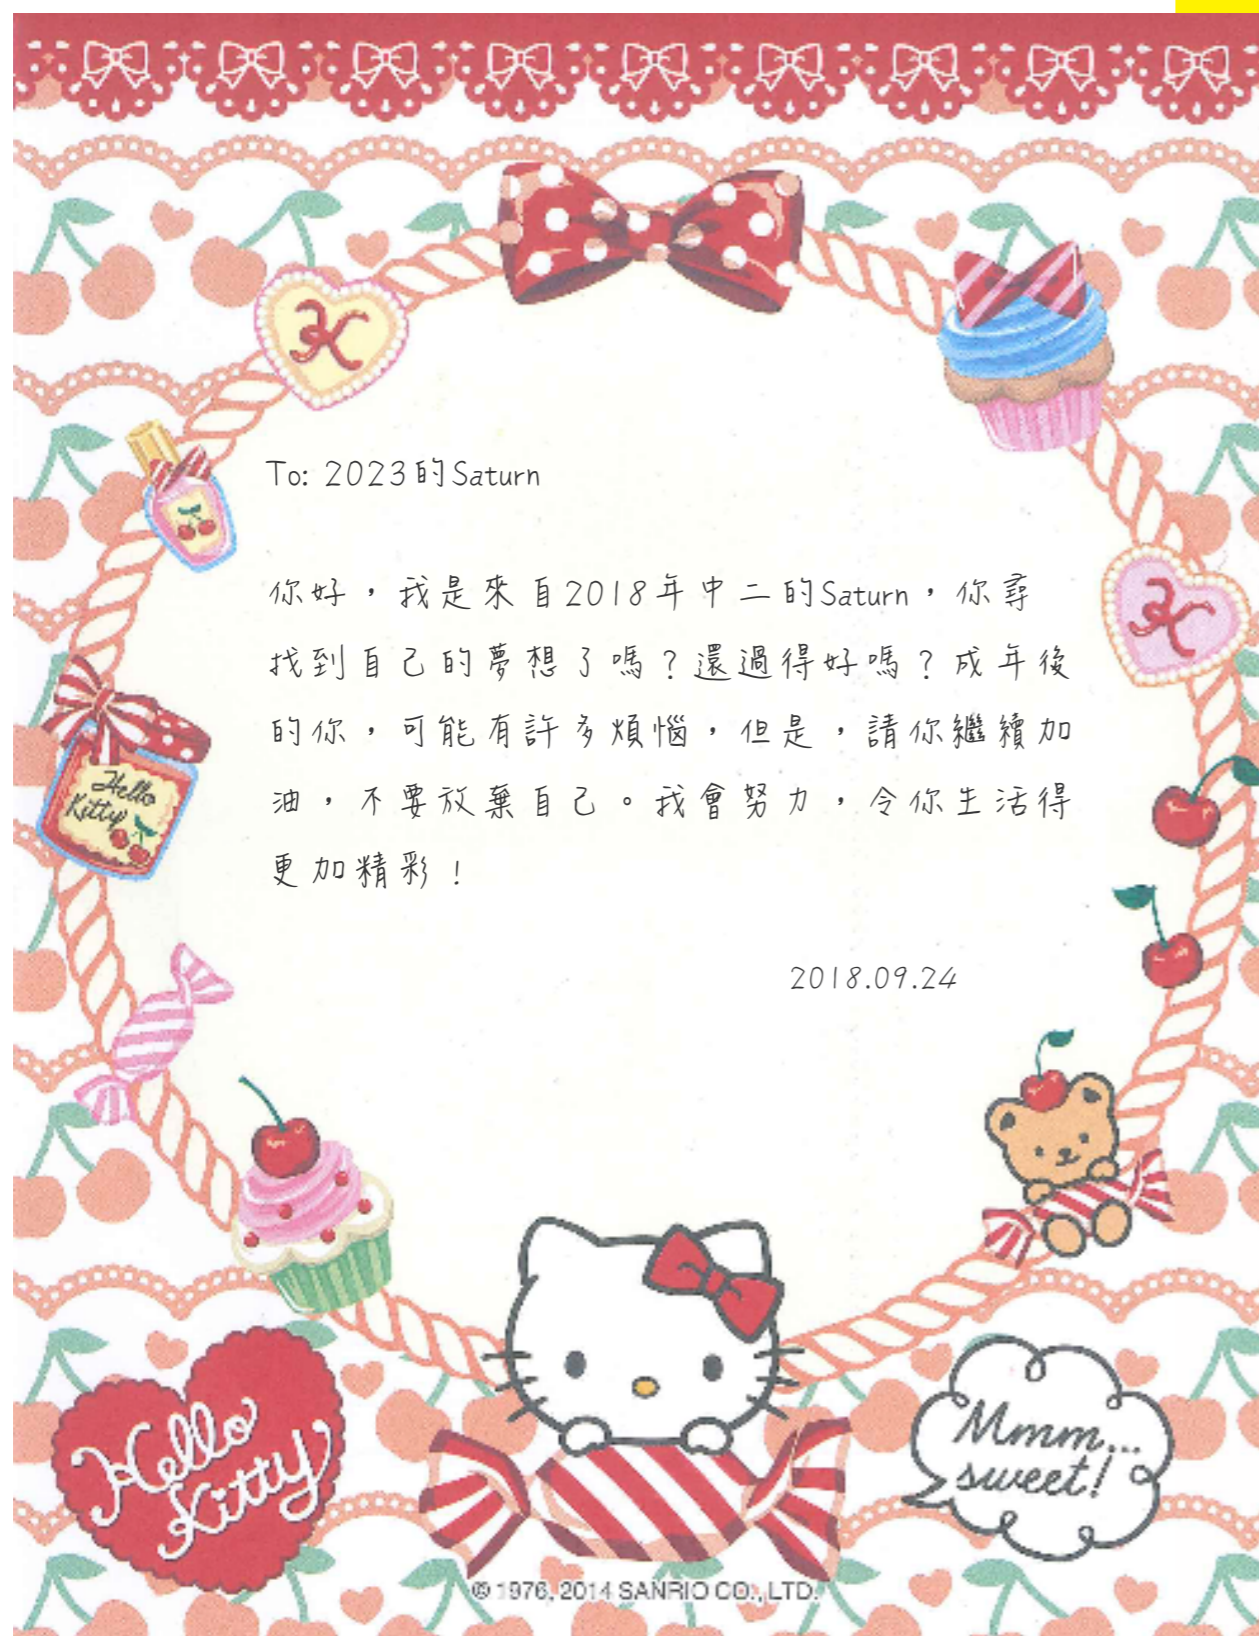 To: 2023的Saturn
你好，我是來自2018年中二的Saturn，你尋
找到自己的夢想了嗎？還過得好嗎？成年後
的你，可能有許多煩惱，但是，請你繼續加
油，不要放棄自己。我會努力，令你生活得
更加精彩！
2018.09.24
Hello
Kitty
Hello
Kitty
Mmm...
sweet!
© 1976, 2014 SANRIO CO., LTD.